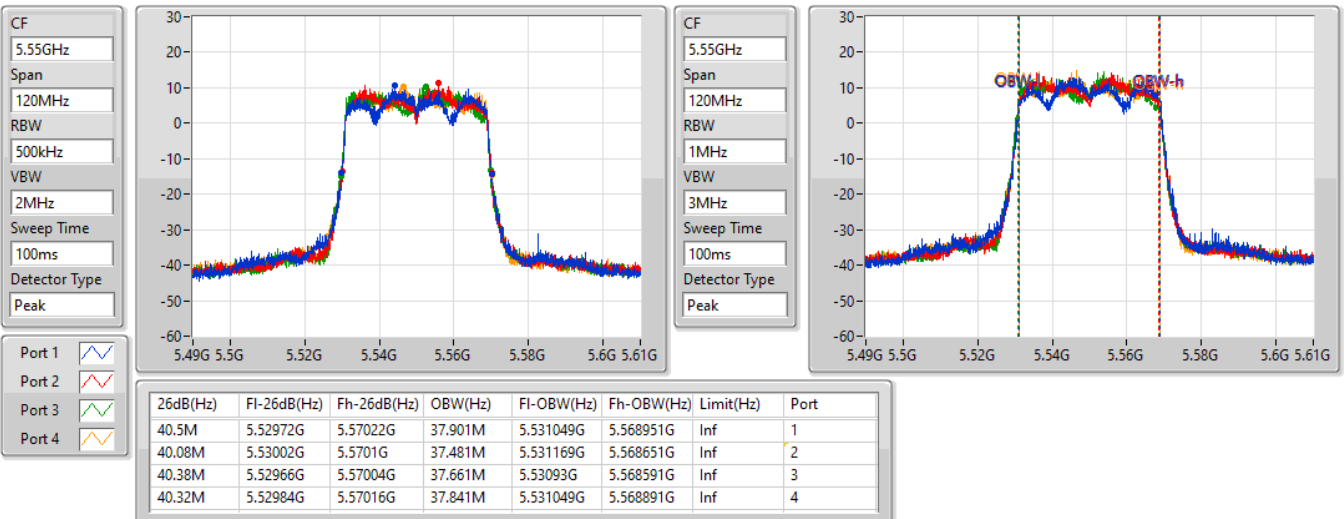 CF
5.55GHz
Span
120MHz
RBW
500kHz
VBW
2MHz
Sweep Time
100ms
Detector Type
Peak
30
20
10
0
-10
-20
-30
-40
-50
-60
5.49G 5.5G 5.52G 5.54G 5.56G 5.58G 5.6G 5.61G
CF
5.55GHz
Span
120MHz
RBW
1MHz
VBW
3MHz
Sweep Time
100ms
Detector Type
Peak
30
20
10
0
-10
-20
-30
-40
-50
-60
OBW-l OBW-h
5.49G 5.5G 5.52G 5.54G 5.56G 5.58G 5.6G 5.61G
Port 1
Port 2
Port 3
Port 4
26dB(Hz) Fl-26dB(Hz) Fh-26dB(Hz) OBW(Hz) Fl-OBW(Hz) Fh-OBW(Hz) Limit(Hz) Port
40.5M 5.52972G 5.57022G 37.901M 5.531049G 5.568951G Inf 1
40.08M 5.53002G 5.5701G 37.481M 5.531169G 5.568651G Inf 2
40.38M 5.52966G 5.57004G 37.661M 5.53093G 5.568591G Inf 3
40.32M 5.52984G 5.57016G 37.841M 5.531049G 5.568891G Inf 4